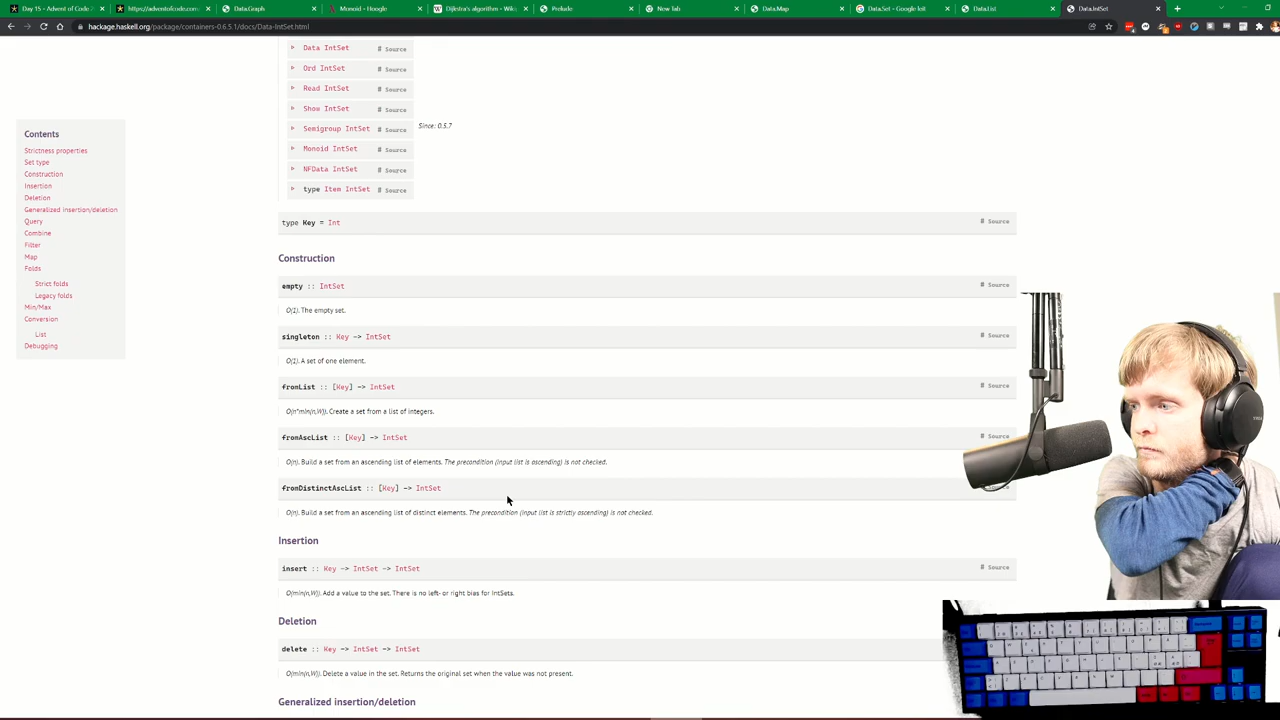 Day 15 - Advent of Code 2
https://adventofcode.com
Data.Graph
Monoid - Hoogle
Dijkstra's algorithm - Wiki
Prelude
New Tab
Data.Map
Data.Set - Google leit
Data.List
Data.IntSet
hackage.haskell.org/package/containers-0.6.5.1/docs/Data-IntSet.html
Contents
Strictness properties
Set type
Construction
Insertion
Deletion
Generalized insertion/deletion
Query
Combine
Filter
Map
Folds
Strict folds
Legacy folds
Min/Max
Conversion
List
Debugging
Data IntSet # Source
Ord IntSet # Source
Read IntSet # Source
Show IntSet # Source
Semigroup IntSet # Source Since: 0.5.7
Monoid IntSet # Source
NFData IntSet # Source
type Item IntSet # Source
type Key = Int # Source
Construction
empty :: IntSet # Source
O(1). The empty set.
singleton :: Key -> IntSet # Source
O(1). A set of one element.
fromList :: [Key] -> IntSet # Source
O(n*min(n,W)). Create a set from a list of integers.
fromAscList :: [Key] -> IntSet # Source
O(n). Build a set from an ascending list of elements. The precondition (input list is ascending) is not checked.
fromDistinctAscList :: [Key] -> IntSet
O(n). Build a set from an ascending list of distinct elements. The precondition (input list is strictly ascending) is not checked.
Insertion
insert :: Key -> IntSet -> IntSet # Source
O(min(n,W)). Add a value to the set. There is no left- or right bias for IntSets.
Deletion
delete :: Key -> IntSet -> IntSet
O(min(n,W)). Delete a value in the set. Returns the original set when the value was not present.
Generalized insertion/deletion